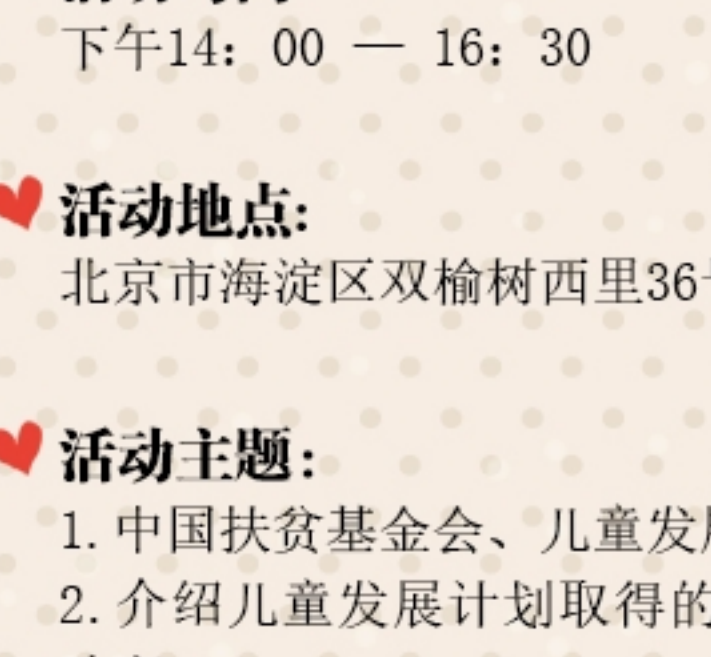 下午14：00 — 16：30
活动地点:
北京市海淀区双榆树西里36
活动主题:
1. 中国扶贫基金会、儿童发
2. 介绍儿童发展计划取得的